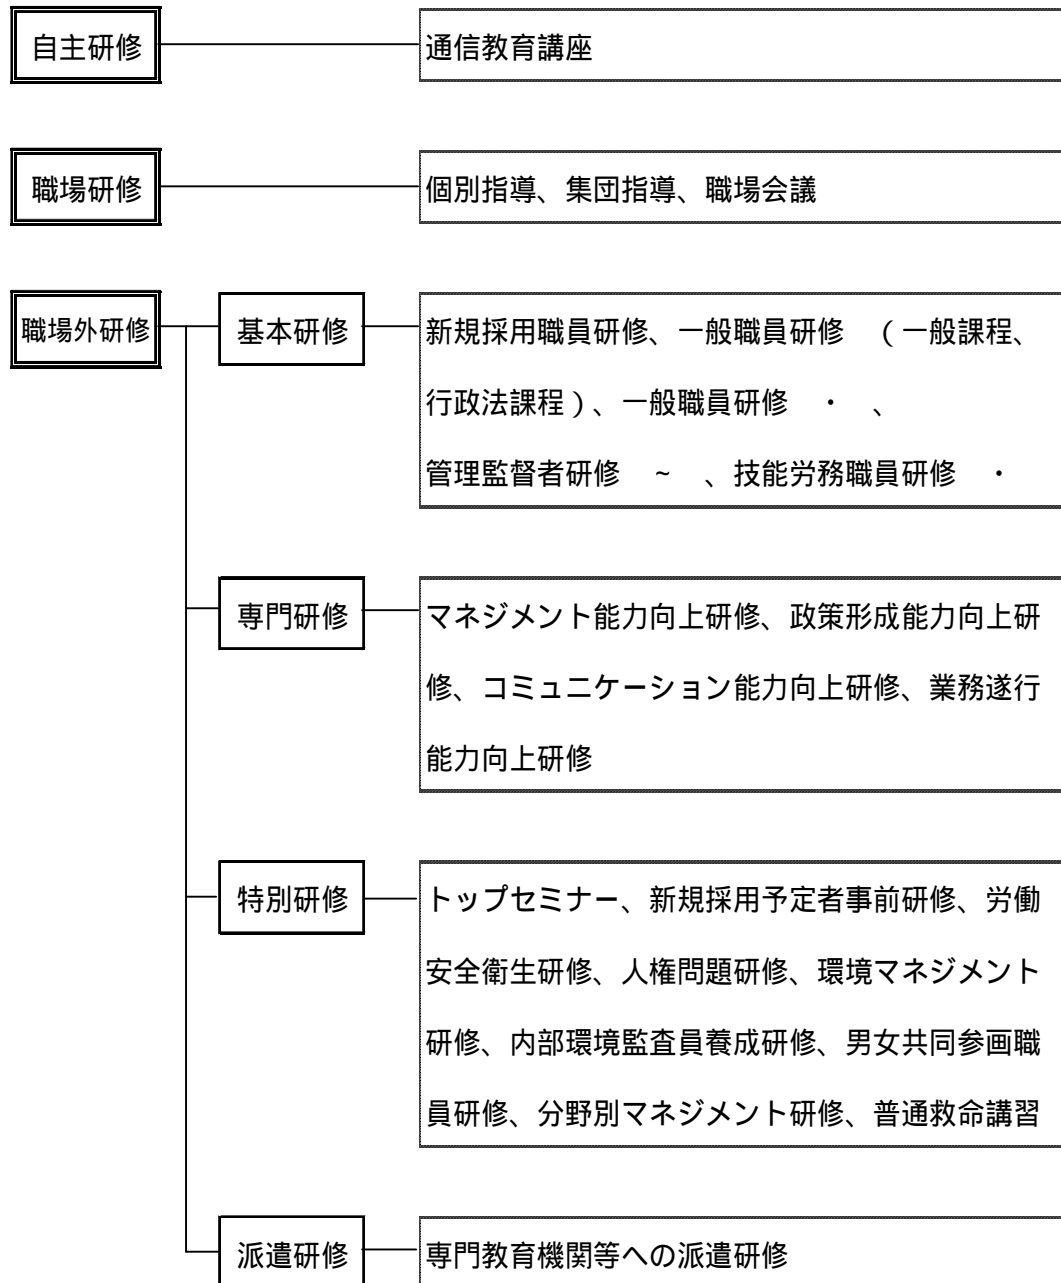 自主研修 通信教育講座
職場研修 個別指導、集団指導、職場会議
職場外研修 基本研修 新規採用職員研修、一般職員研修　（一般課程、
行政法課程）、一般職員研修　・　、
管理監督者研修　~　、技能労務職員研修　・
専門研修 マネジメント能力向上研修、政策形成能力向上研
修、コミュニケーション能力向上研修、業務遂行
能力向上研修
特別研修 トップセミナー、新規採用予定者事前研修、労働
安全衛生研修、人権問題研修、環境マネジメント
研修、内部環境監査員養成研修、男女共同参画職
員研修、分野別マネジメント研修、普通救命講習
派遣研修 専門教育機関等への派遣研修